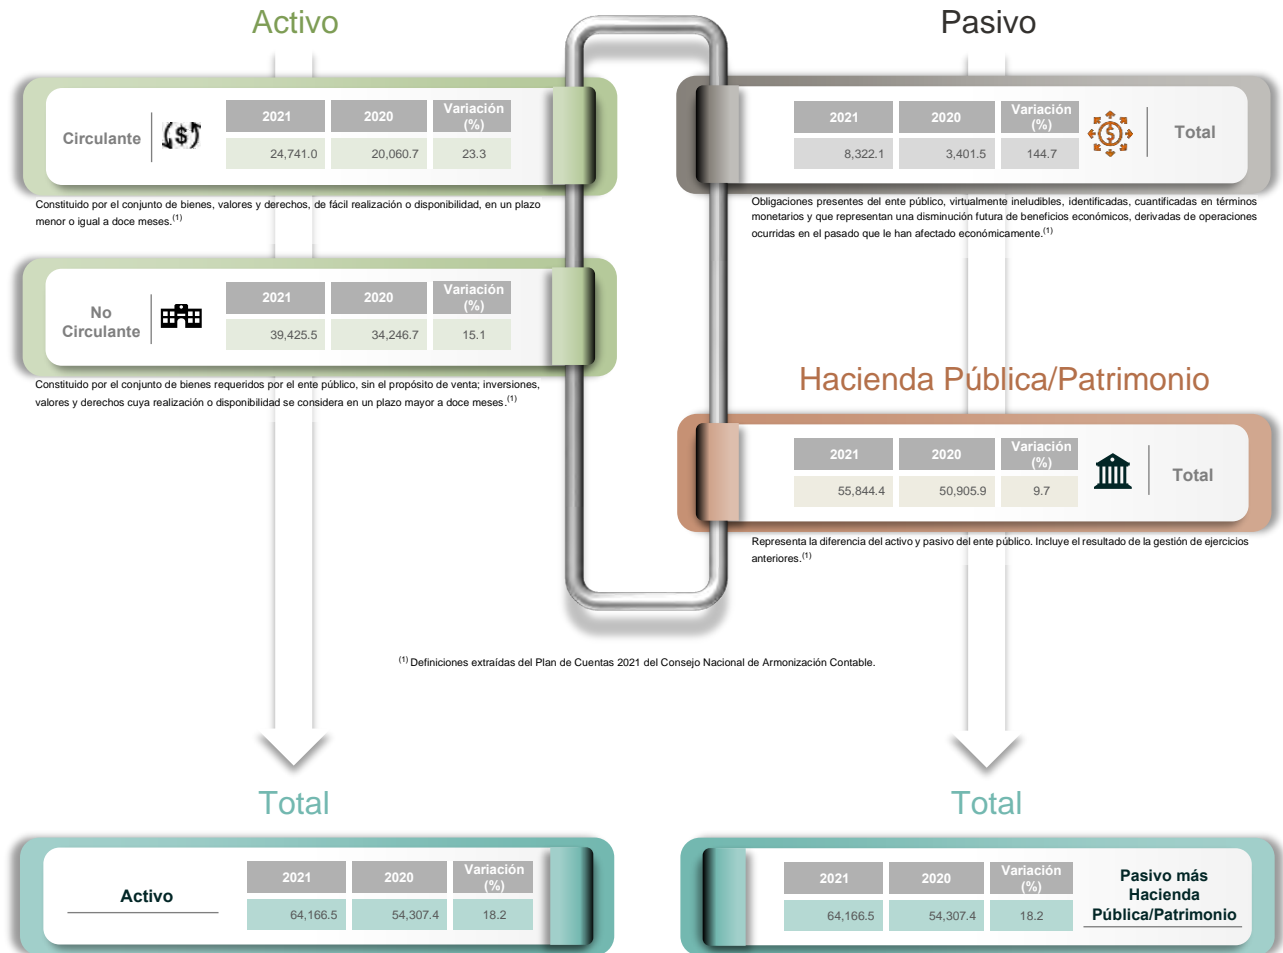 Activo
Circulante
2021 2020 Variación
(%)
24,741.0 20,060.7 23.3
Constituido por el conjunto de bienes, valores y derechos, de fácil realización o disponibilidad, en un plazo
menor o igual a doce meses.(1)
No
Circulante
2021 2020 Variación
(%)
39,425.5 34,246.7 15.1
Constituido por el conjunto de bienes requeridos por el ente público, sin el propósito de venta; inversiones,
valores y derechos cuya realización o disponibilidad se considera en un plazo mayor a doce meses.(1)
Pasivo
2021 2020 Variación
(%)
8,322.1 3,401.5 144.7
Total
Obligaciones presentes del ente público, virtualmente ineludibles, identificadas, cuantificadas en términos
monetarios y que representan una disminución futura de beneficios económicos, derivadas de operaciones
ocurridas en el pasado que le han afectado económicamente.(1)
Hacienda Pública/Patrimonio
2021 2020 Variación
(%)
55,844.4 50,905.9 9.7
Total
Representa la diferencia del activo y pasivo del ente público. Incluye el resultado de la gestión de ejercicios
anteriores.(1)
(1) Definiciones extraídas del Plan de Cuentas 2021 del Consejo Nacional de Armonización Contable.
Total
Activo
2021 2020 Variación
(%)
64,166.5 54,307.4 18.2
Total
2021 2020 Variación
(%)
64,166.5 54,307.4 18.2
Pasivo más
Hacienda
Pública/Patrimonio